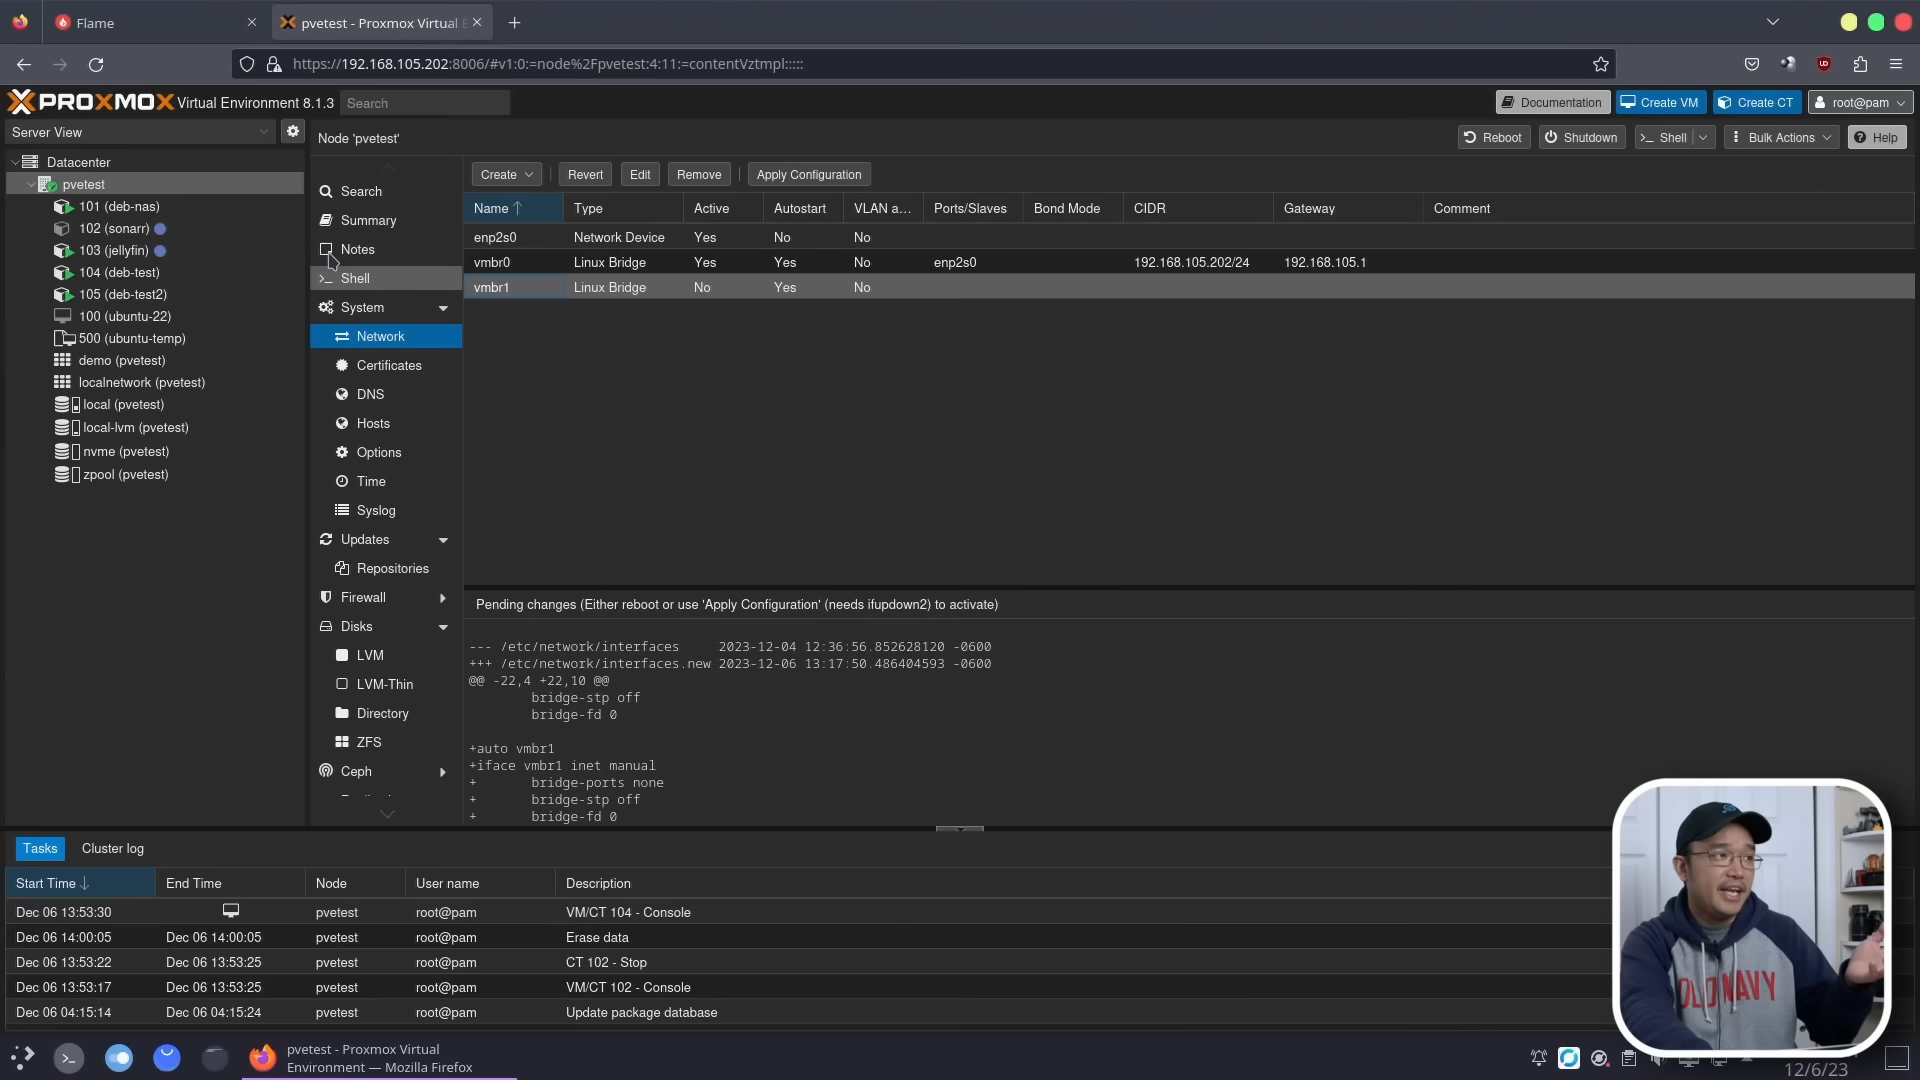 Flame
pvetest - Proxmox Virtual E
https://192.168.105.202:8006/#v1:0:=node%2Fpvetest:4:11:=contentVztmpl:::::
PROXMOX Virtual Environment 8.1.3 Search
Documentation Create VM Create CT root@pam
Server View
Node 'pvetest'
Reboot Shutdown Shell Bulk Actions Help
Datacenter
pvetest
101 (deb-nas)
102 (sonarr)
103 (jellyfin)
104 (deb-test)
105 (deb-test2)
100 (ubuntu-22)
500 (ubuntu-temp)
demo (pvetest)
localnetwork (pvetest)
local (pvetest)
local-lvm (pvetest)
nvme (pvetest)
zpool (pvetest)
Search
Summary
Notes
Shell
System
Network
Certificates
DNS
Hosts
Options
Time
Syslog
Updates
Repositories
Firewall
Disks
LVM
LVM-Thin
Directory
ZFS
Ceph
Create Revert Edit Remove Apply Configuration
Name Type Active Autostart VLAN a... Ports/Slaves Bond Mode CIDR Gateway Comment
enp2s0 Network Device Yes No No
vmbr0 Linux Bridge Yes Yes No enp2s0 192.168.105.202/24 192.168.105.1
vmbr1 Linux Bridge No Yes No
Pending changes (Either reboot or use 'Apply Configuration' (needs ifupdown2) to activate)
--- /etc/network/interfaces 2023-12-04 12:36:56.852628120 -0600
+++ /etc/network/interfaces.new 2023-12-06 13:17:50.486404593 -0600
@@ -22,4 +22,10 @@
bridge-stp off
bridge-fd 0
+auto vmbr1
+iface vmbr1 inet manual
+ bridge-ports none
+ bridge-stp off
+ bridge-fd 0
Tasks Cluster log
Start Time End Time Node User name Description
Dec 06 13:53:30 pvetest root@pam VM/CT 104 - Console
Dec 06 14:00:05 Dec 06 14:00:05 pvetest root@pam Erase data
Dec 06 13:53:22 Dec 06 13:53:25 pvetest root@pam CT 102 - Stop
Dec 06 13:53:17 Dec 06 13:53:25 pvetest root@pam VM/CT 102 - Console
Dec 06 04:15:14 Dec 06 04:15:24 pvetest root@pam Update package database
OLD NAVY
pvetest - Proxmox Virtual
Environment — Mozilla Firefox
12/6/23